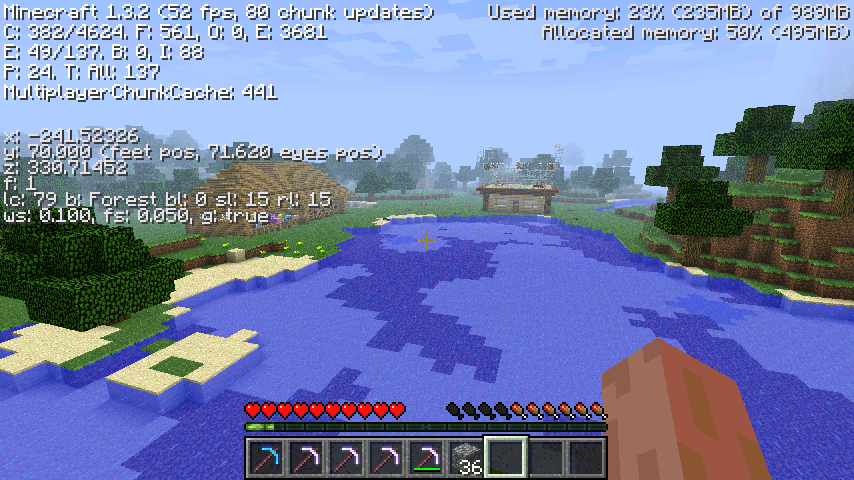 Minecraft 1.3.2 (52 fps, 80 chunk updates)
Used memory: 23% (235MB) of 989MB
C: 382/4624, F: 561, O: 0, E: 3681
Allocated memory: 50% (495MB)
E: 49/137. B: 0, I: 88
P: 24. T: All: 137
MultiplayerChunkCache: 441
x: -241.52326
y: 70.000 (feet pos, 71.620 eyes pos)
z: 330.71452
f: 1
lc: 79 b: Forest bl: 0 sl: 15 rl: 15
ws: 0.100, fs: 0.050, g: true
36